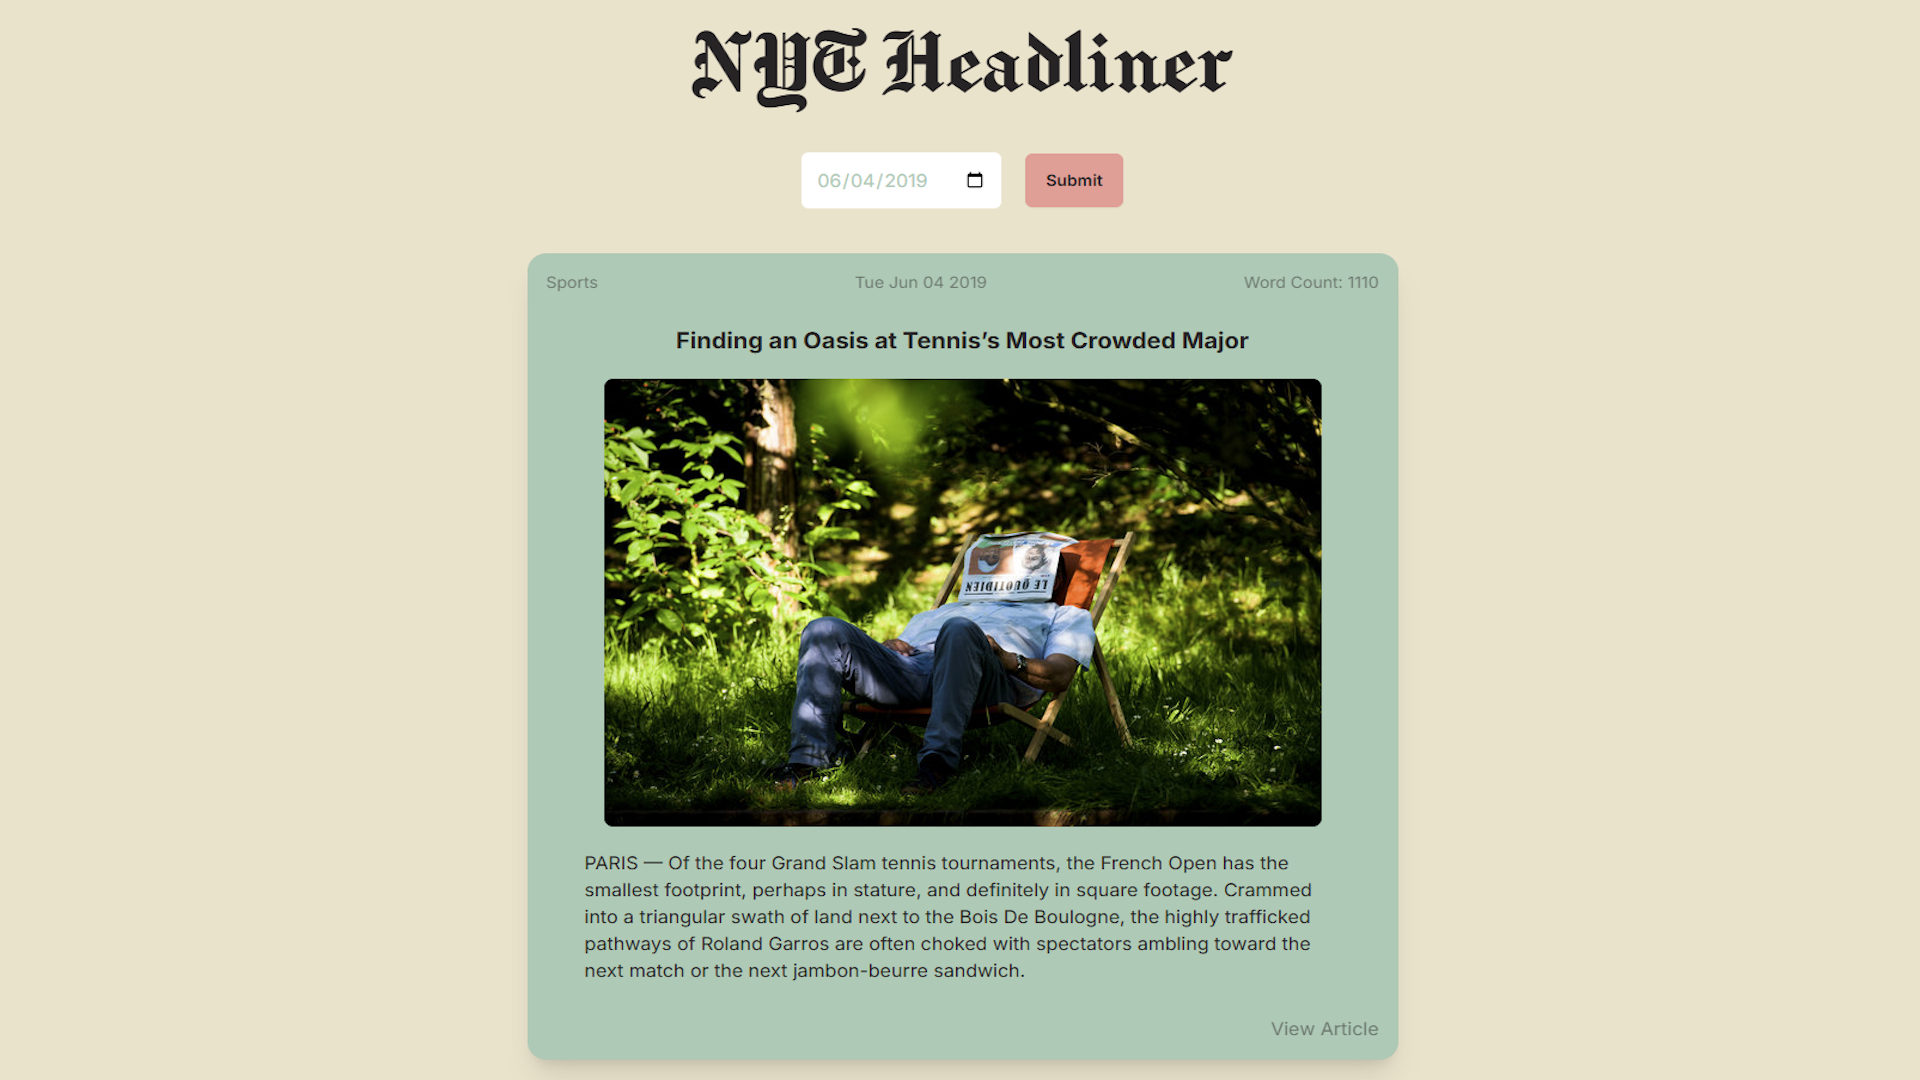 NYT Headliner
06/04/2019
Submit
Sports
Tue Jun 04 2019
Word Count: 1110
Finding an Oasis at Tennis’s Most Crowded Major
LE QUOTIDIEN
PARIS — Of the four Grand Slam tennis tournaments, the French Open has the
smallest footprint, perhaps in stature, and definitely in square footage. Crammed
into a triangular swath of land next to the Bois De Boulogne, the highly trafficked
pathways of Roland Garros are often choked with spectators ambling toward the
next match or the next jambon-beurre sandwich.
View Article